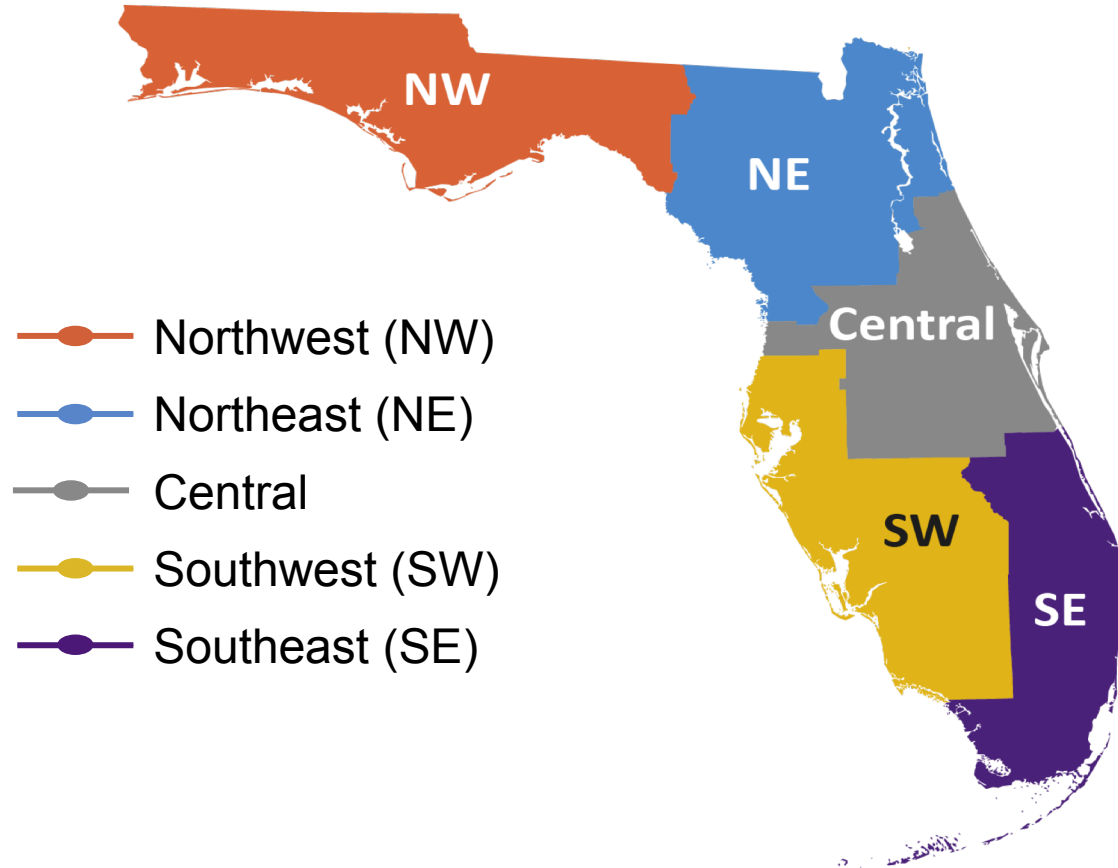 NW
NE
Central
SW
SE
Northwest (NW)
Northeast (NE)
Central
Southwest (SW)
Southeast (SE)